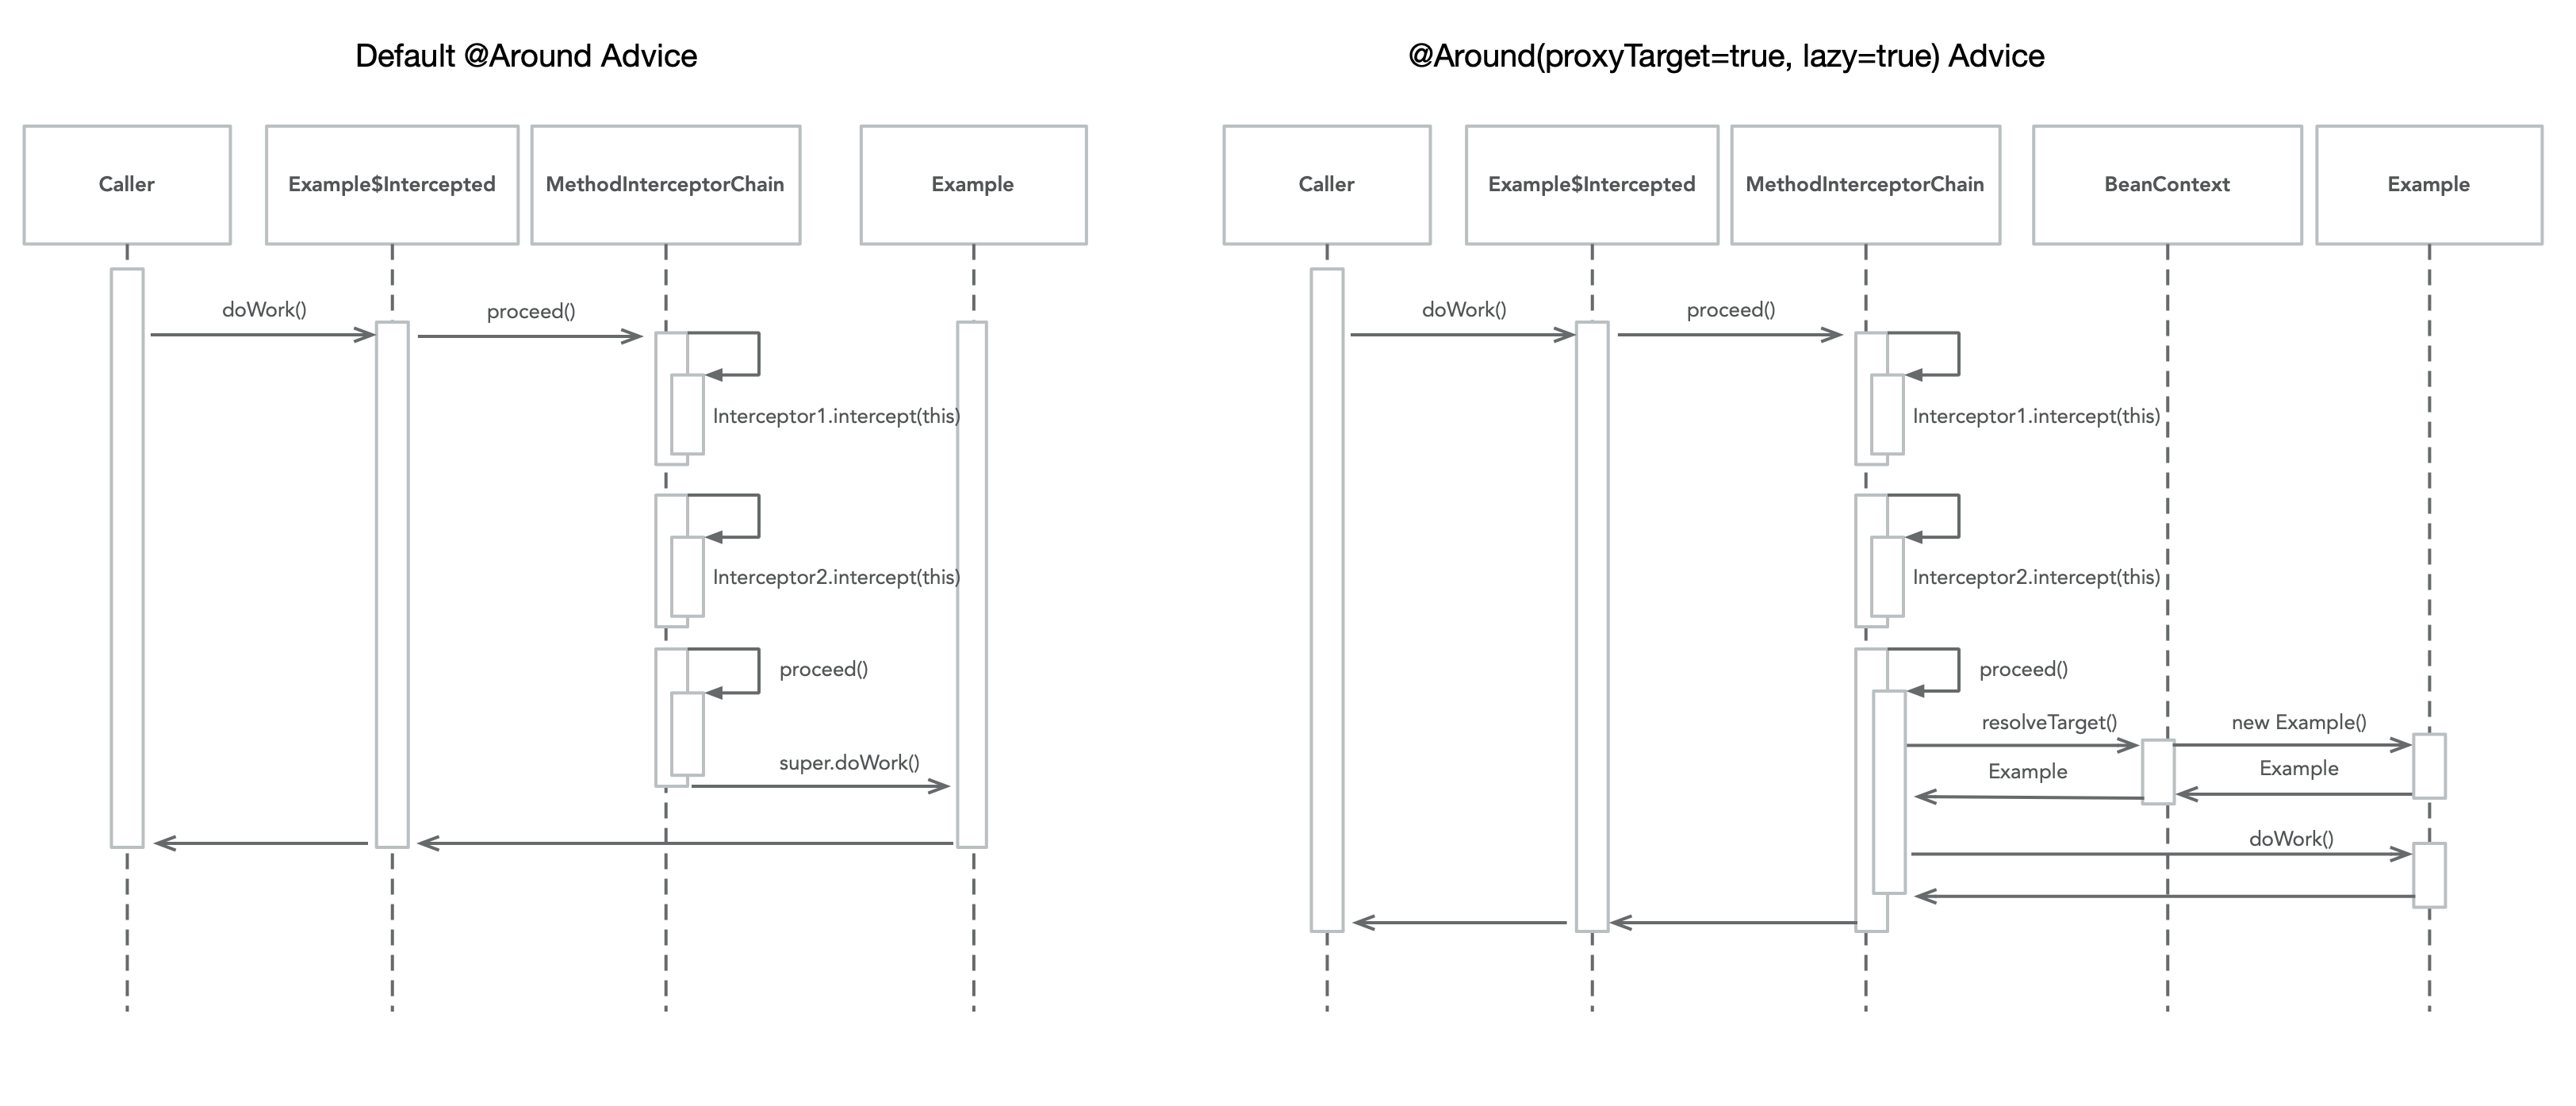 Default @Around Advice
Caller
Example$Intercepted
MethodInterceptorChain
Example
doWork()
proceed()
Interceptor1.intercept(this)
Interceptor2.intercept(this)
proceed()
super.doWork()
@Around(proxyTarget=true, lazy=true) Advice
Caller
Example$Intercepted
MethodInterceptorChain
BeanContext
Example
doWork()
proceed()
Interceptor1.intercept(this)
Interceptor2.intercept(this)
proceed()
resolveTarget()
new Example()
Example
Example
doWork()